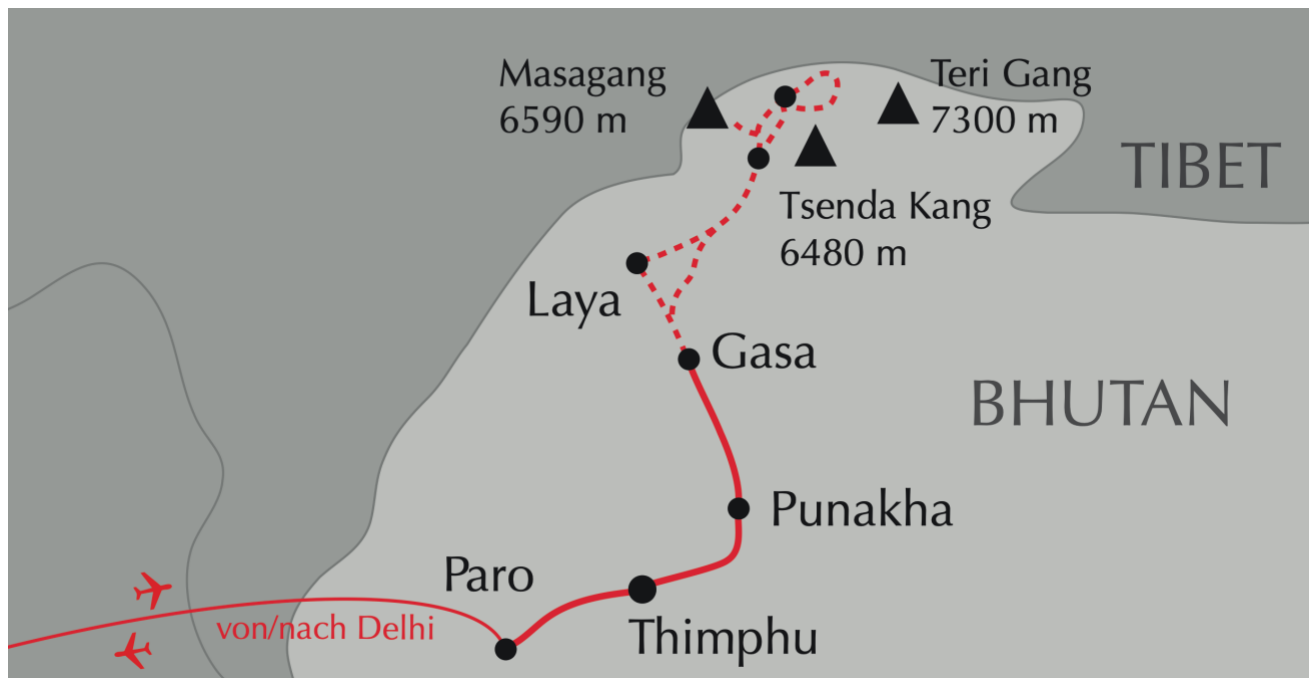 Masagang
6590 m
Teri Gang
7300 m
TIBET
Tsenda Kang
6480 m
Laya
Gasa
BHUTAN
Punakha
Paro
von/nach Delhi
Thimphu